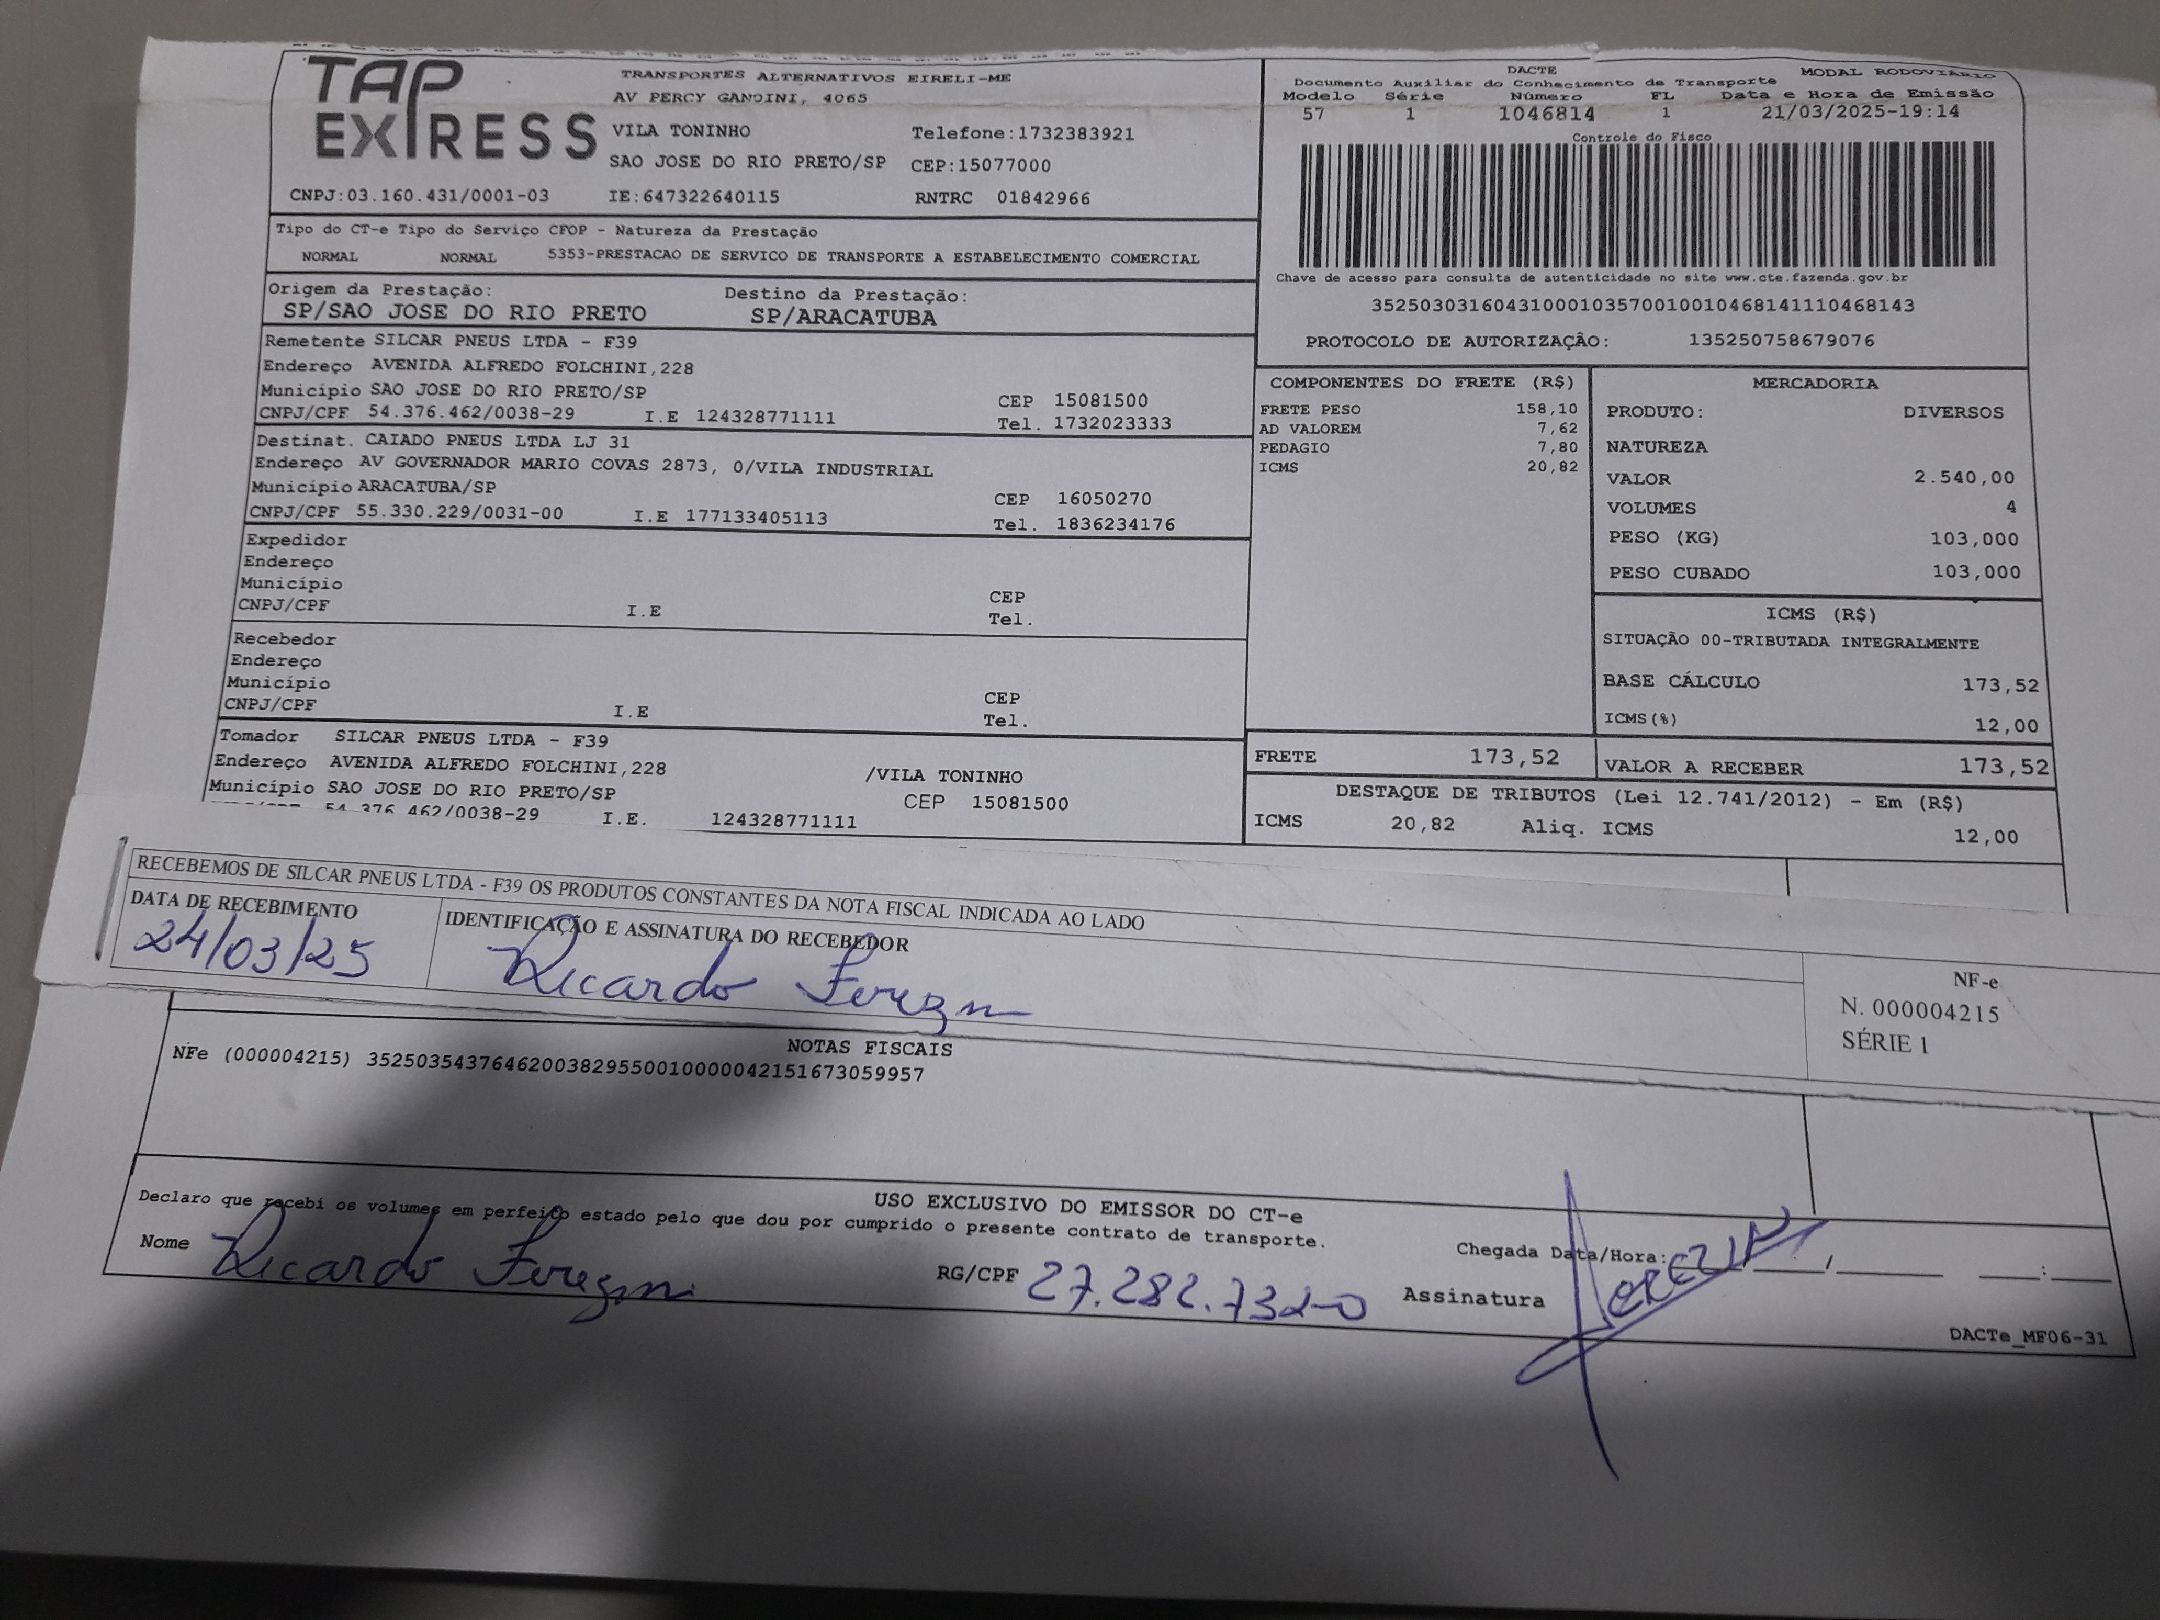 TAP EXPRESS
TRANSPORTES ALTERNATIVOS EIRELI-ME
AV PERCY GANDINI, 4065
VILA TONINHO Telefone:1732383921
SAO JOSE DO RIO PRETO/SP CEP:15077000
CNPJ:03.160.431/0001-03 IE:647322640115 RNTRC 01842966
DACTE MODAL RODOVIÁRIO
Documento Auxiliar do Conhecimento de Transporte
Modelo Série Número FL Data e Hora de Emissão
57 1 1046814 1 21/03/2025-19:14
Controle do Fisco
Chave de acesso para consulta de autenticidade no site www.cte.fazenda.gov.br
35250303160431000103570010010468141110468143
PROTOCOLO DE AUTORIZAÇÃO: 135250758679076
Tipo do CT-e Tipo do Serviço CFOP - Natureza da Prestação
NORMAL NORMAL 5353-PRESTACAO DE SERVICO DE TRANSPORTE A ESTABELECIMENTO COMERCIAL
Origem da Prestação: Destino da Prestação:
SP/SAO JOSE DO RIO PRETO SP/ARACATUBA
Remetente SILCAR PNEUS LTDA - F39
Endereço AVENIDA ALFREDO FOLCHINI,228
Município SAO JOSE DO RIO PRETO/SP CEP 15081500
CNPJ/CPF 54.376.462/0038-29 I.E 124328771111 Tel. 1732023333
Destinat. CAIADO PNEUS LTDA LJ 31
Endereço AV GOVERNADOR MARIO COVAS 2873, 0/VILA INDUSTRIAL
Município ARACATUBA/SP CEP 16050270
CNPJ/CPF 55.330.229/0031-00 I.E 177133405113 Tel. 1836234176
Expedidor
Endereço
Município CEP
CNPJ/CPF I.E Tel.
Recebedor
Endereço
Município CEP
CNPJ/CPF I.E Tel.
Tomador SILCAR PNEUS LTDA - F39
Endereço AVENIDA ALFREDO FOLCHINI,228 /VILA TONINHO
Município SAO JOSE DO RIO PRETO/SP CEP 15081500
CNPJ/CPF 54.376.462/0038-29 I.E. 124328771111
COMPONENTES DO FRETE (R$)
FRETE PESO 158,10
AD VALOREM 7,62
PEDAGIO 7,80
ICMS 20,82
FRETE 173,52
MERCADORIA
PRODUTO: DIVERSOS
NATUREZA
VALOR 2.540,00
VOLUMES 4
PESO (KG) 103,000
PESO CUBADO 103,000
ICMS (R$)
SITUAÇÃO 00-TRIBUTADA INTEGRALMENTE
BASE CÁLCULO 173,52
ICMS(%) 12,00
VALOR A RECEBER 173,52
DESTAQUE DE TRIBUTOS (Lei 12.741/2012) - Em (R$)
ICMS 20,82 Aliq. ICMS 12,00
RECEBEMOS DE SILCAR PNEUS LTDA - F39 OS PRODUTOS CONSTANTES DA NOTA FISCAL INDICADA AO LADO
DATA DE RECEBIMENTO IDENTIFICAÇÃO E ASSINATURA DO RECEBEDOR
24/03/25 Ricardo
NF-e
N. 000004215
SÉRIE 1
NOTAS FISCAIS
NFe (000004215) 35250354376462003829550010000042151673059957
USO EXCLUSIVO DO EMISSOR DO CT-e
Declaro que recebi os volumes em perfeito estado pelo que dou por cumprido o presente contrato de transporte.
Nome Ricardo RG/CPF 27.282.732-0 Assinatura
Chegada Data/Hora: ____/____/____ ____:____
DACTe_MF06-31